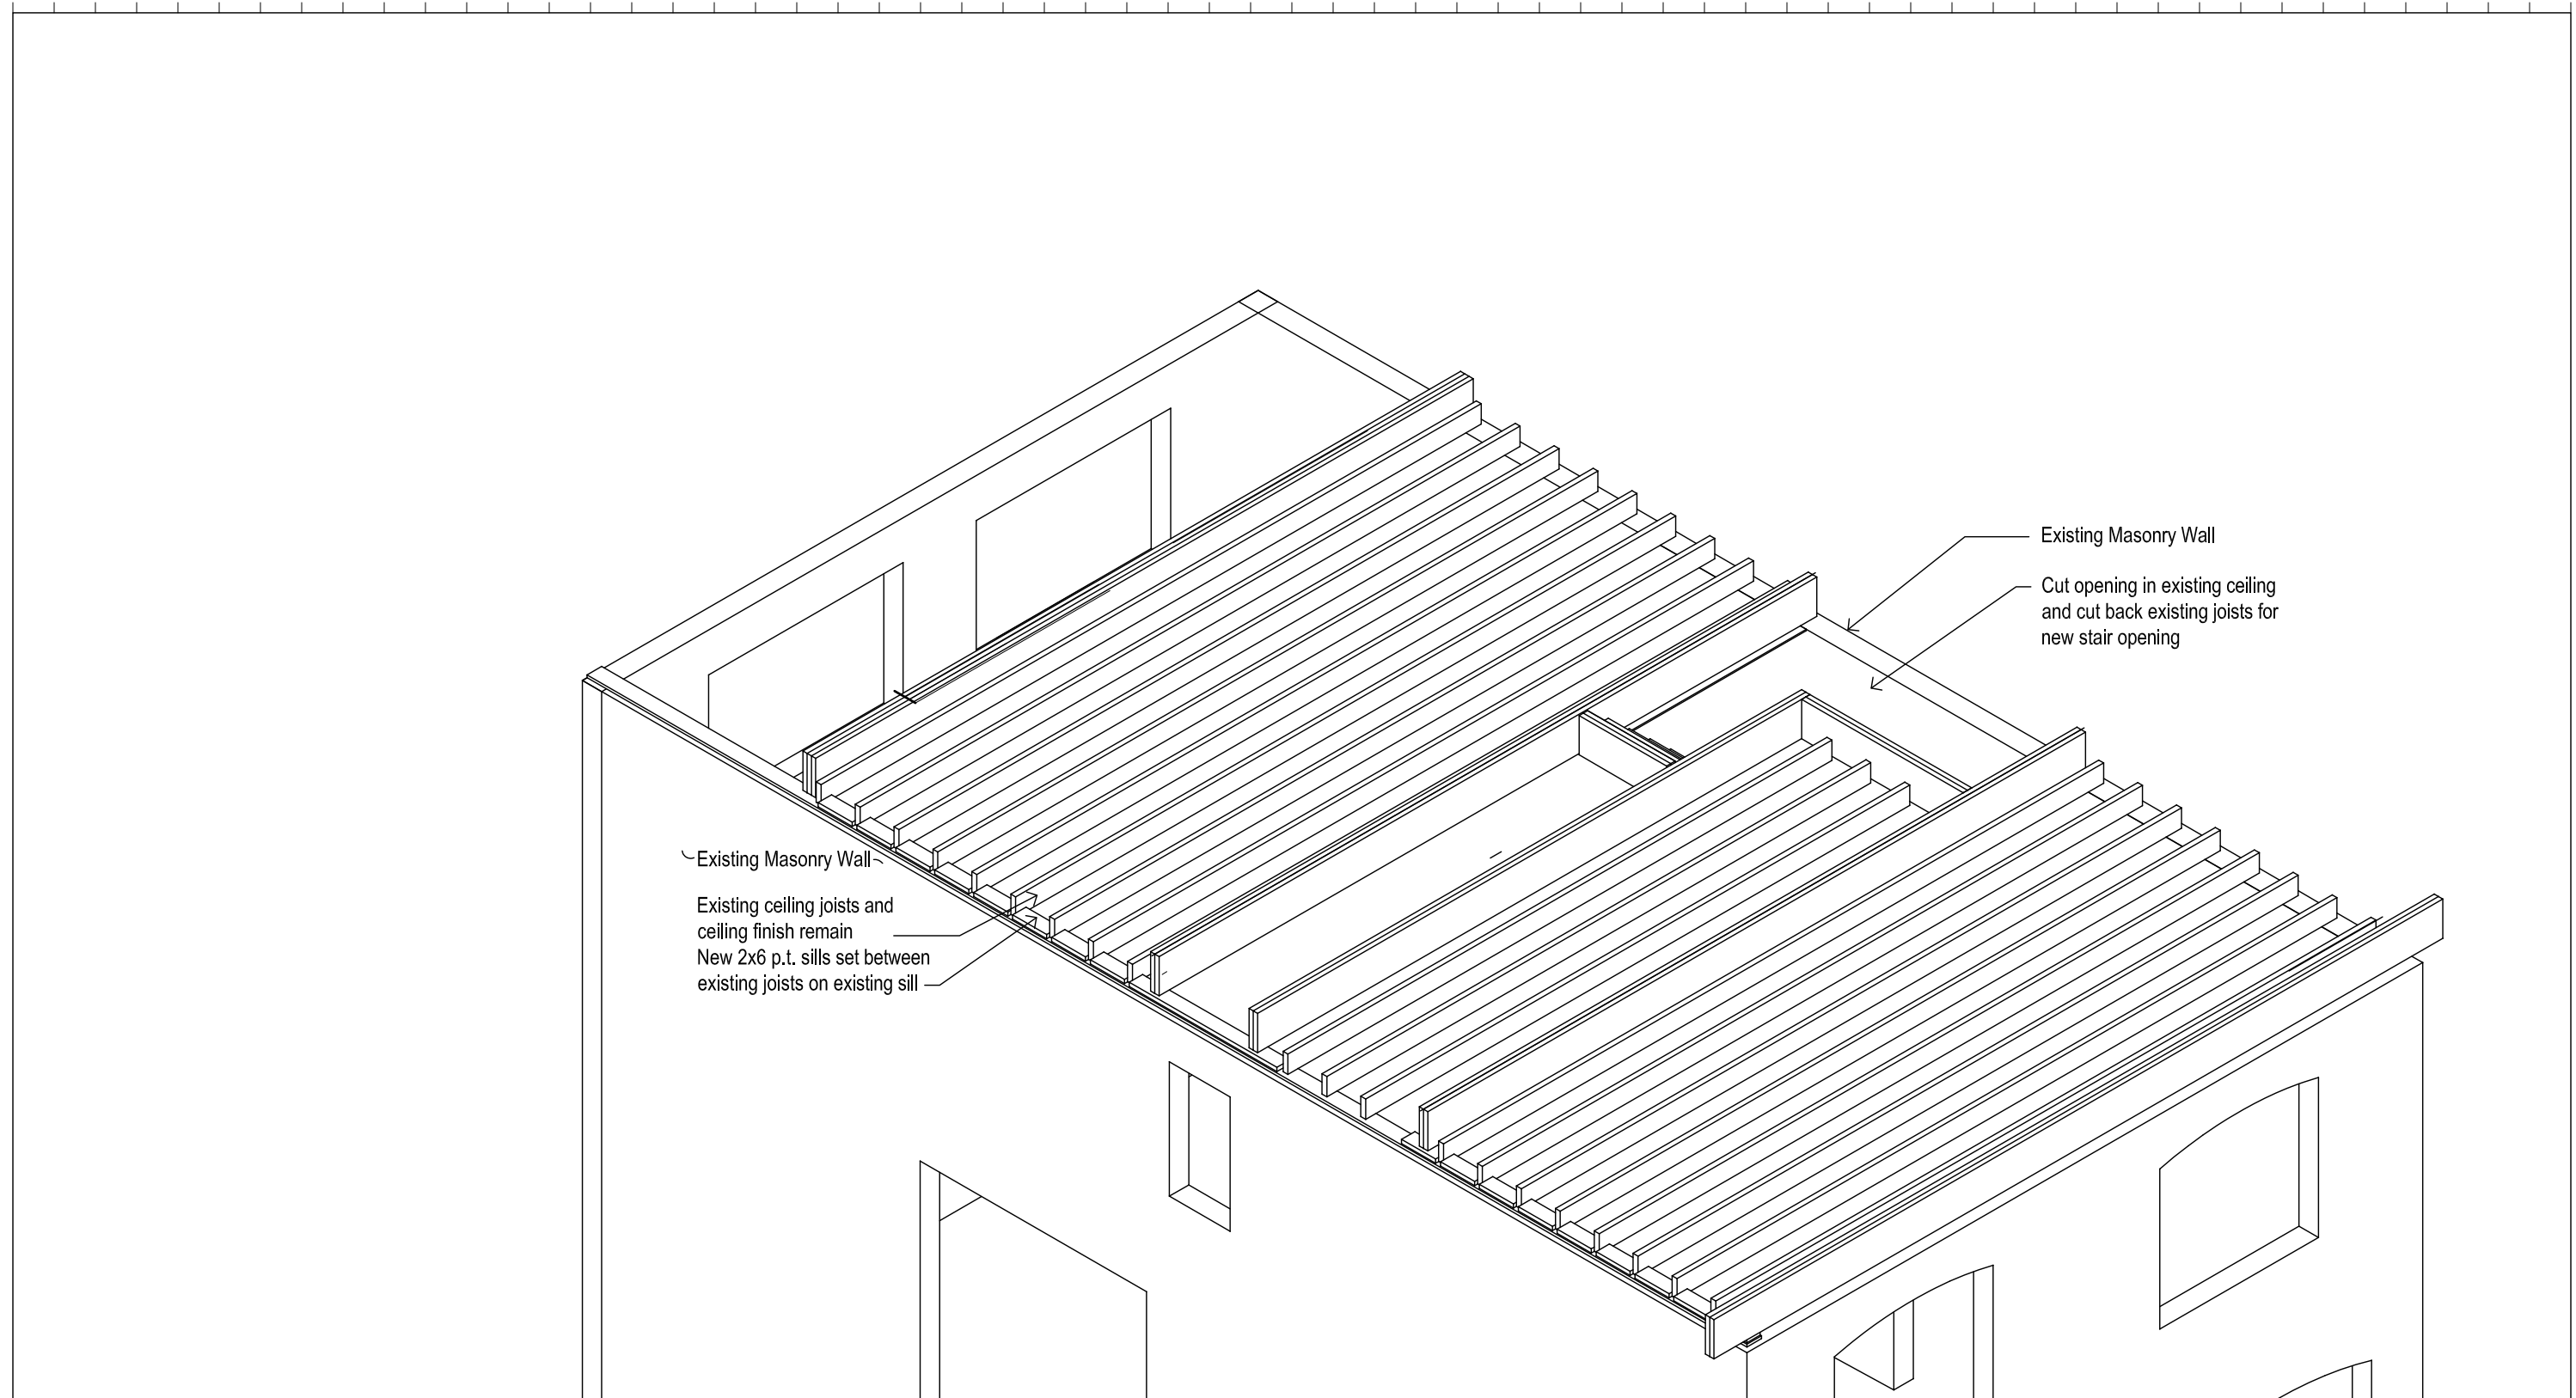 Existing Masonry Wall
Cut opening in existing ceiling
and cut back existing joists for
new stair opening
Existing Masonry Wall
Existing ceiling joists and
ceiling finish remain
New 2x6 p.t. sills set between
existing joists on existing sill